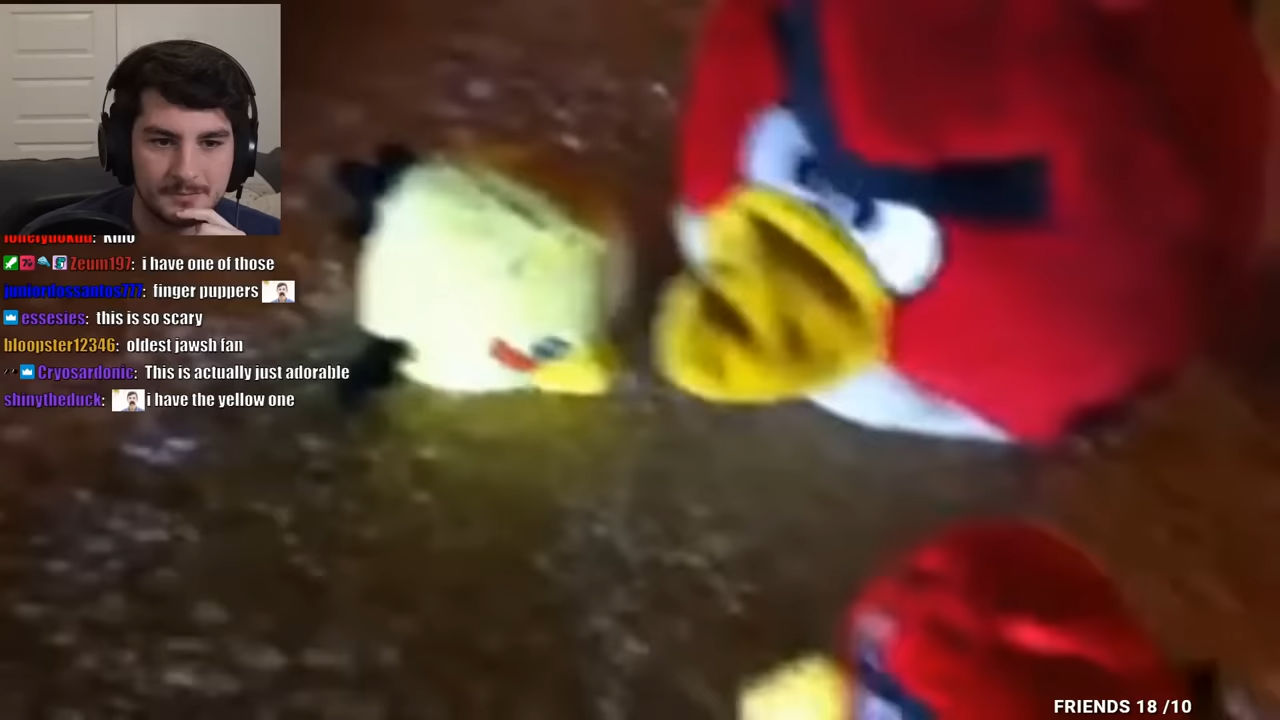 Zeum197: i have one of those
juniordossantos777: finger puppers
essesies: this is so scary
bloopster12346: oldest jawsh fan
Cryosardonic: This is actually just adorable
shinytheduck: i have the yellow one
FRIENDS 18 /10